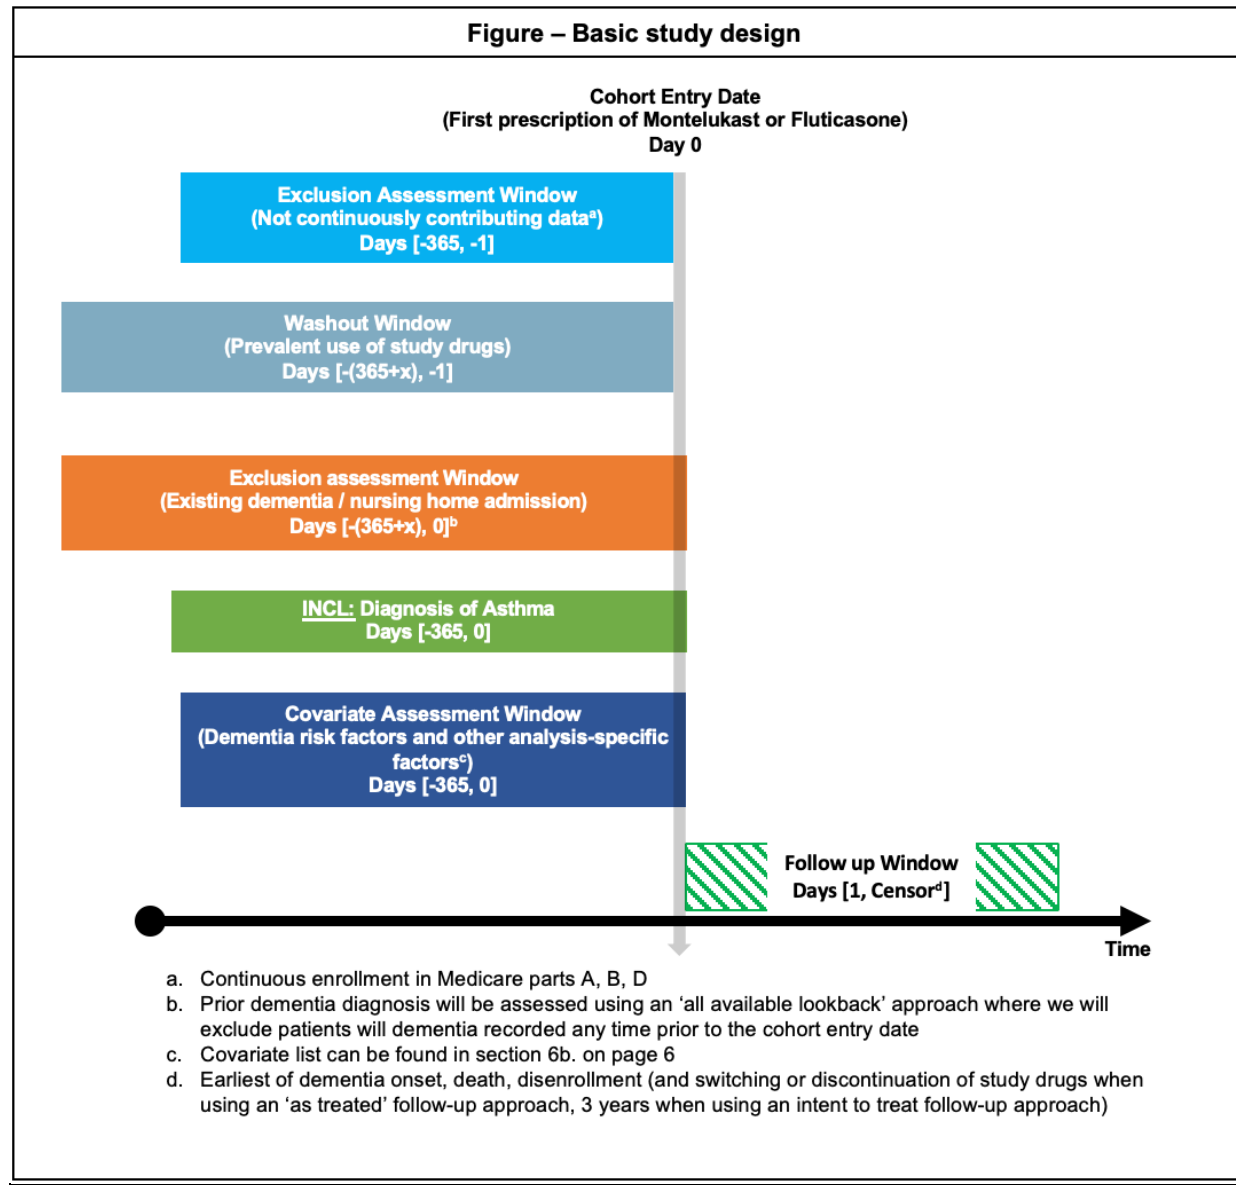 Figure – Basic study design
Cohort Entry Date
(First prescription of Montelukast or Fluticasone)
Day 0
Exclusion Assessment Window
(Not continuously contributing dataᵃ)
Days [-365, -1]
Washout Window
(Prevalent use of study drugs)
Days [-(365+x), -1]
Exclusion assessment Window
(Existing dementia / nursing home admission)
Days [-(365+x), 0]ᵇ
INCL: Diagnosis of Asthma
Days [-365, 0]
Covariate Assessment Window
(Dementia risk factors and other analysis-specific
factorsᶜ)
Days [-365, 0]
Follow up Window
Days [1, Censorᵈ]
Time
a. Continuous enrollment in Medicare parts A, B, D
b. Prior dementia diagnosis will be assessed using an ‘all available lookback’ approach where we will
exclude patients will dementia recorded any time prior to the cohort entry date
c. Covariate list can be found in section 6b. on page 6
d. Earliest of dementia onset, death, disenrollment (and switching or discontinuation of study drugs when
using an ‘as treated’ follow-up approach, 3 years when using an intent to treat follow-up approach)